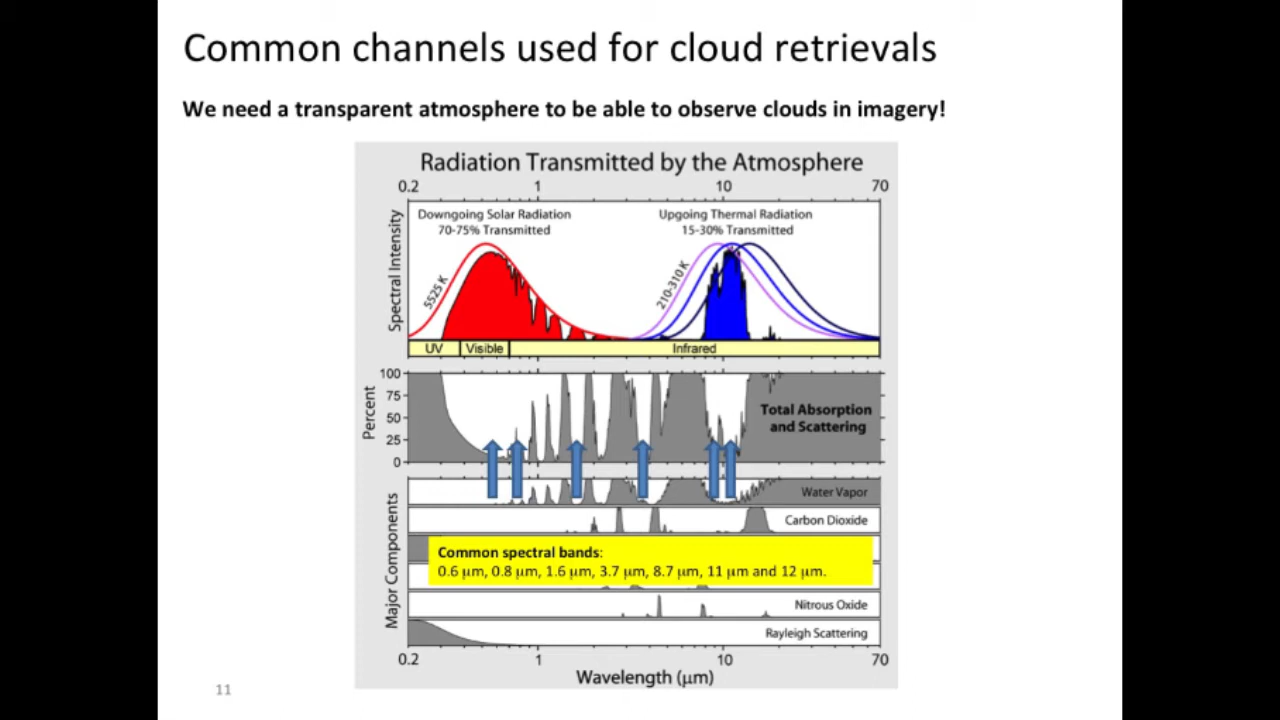 Common channels used for cloud retrievals
We need a transparent atmosphere to be able to observe clouds in imagery!
Radiation Transmitted by the Atmosphere
0.2 1 10 70
Spectral Intensity
Downgoing Solar Radiation
70-75% Transmitted
Upgoing Thermal Radiation
15-30% Transmitted
5525 K
210-310 K
UV Visible Infrared
Percent
100
75
50
25
0
Total Absorption
and Scattering
Major Components
Water Vapor
Carbon Dioxide
Common spectral bands:
0.6 μm, 0.8 μm, 1.6 μm, 3.7 μm, 8.7 μm, 11 μm and 12 μm.
Nitrous Oxide
Rayleigh Scattering
0.2 1 10 70
Wavelength (μm)
11